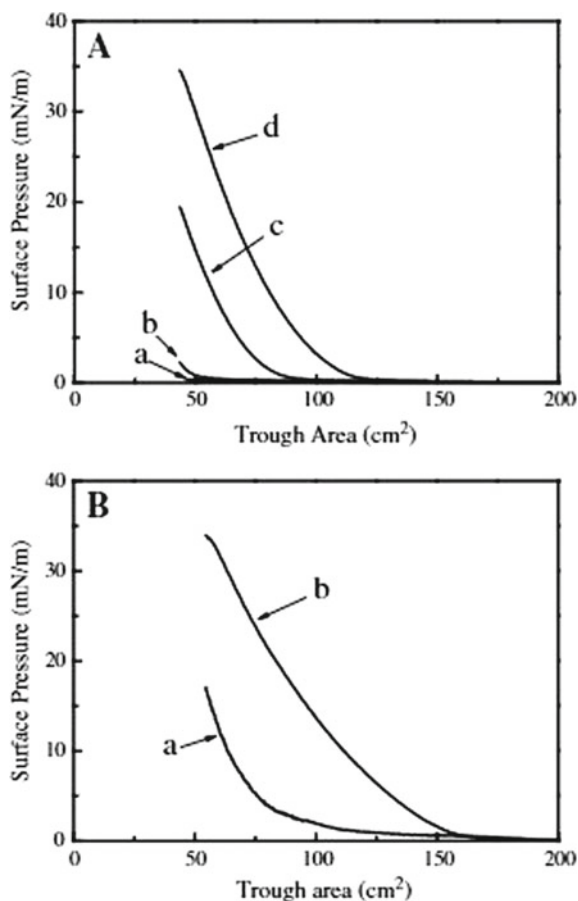 A
Surface Pressure (mN/m)
40
30
20
10
0
d
c
b
a
0 50 100 150 200
Trough Area (cm²)
B
Surface Pressure (mN/m)
40
30
20
10
0
b
a
0 50 100 150 200
Trough area (cm²)